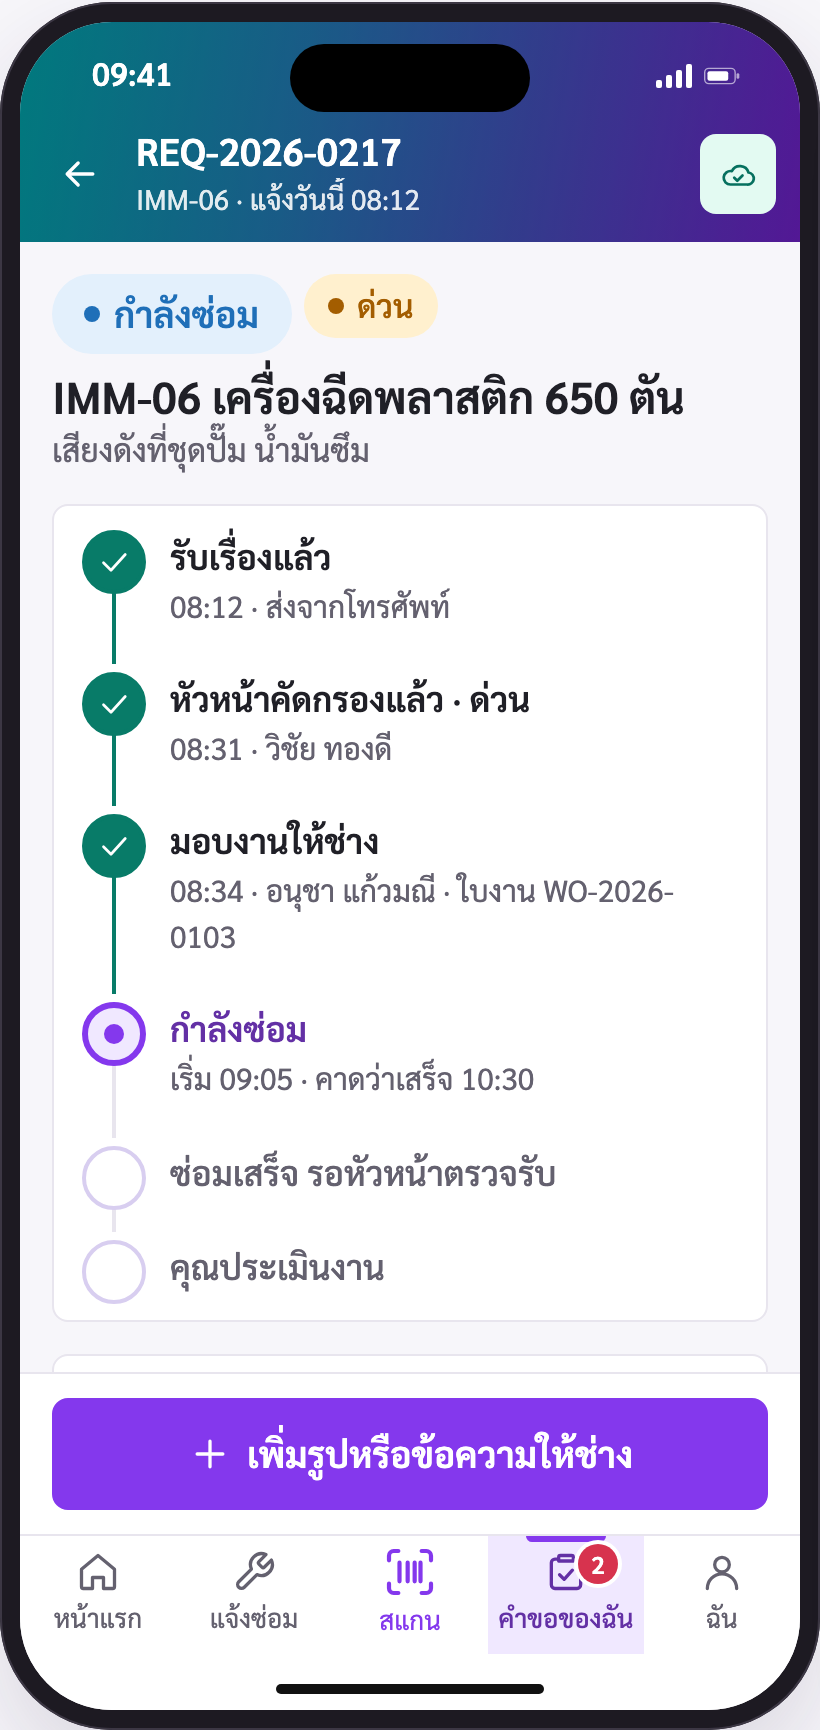 09:41
REQ-2026-0217
IMM-06 · แจ้งวันนี้ 08:12
กำลังซ่อม
ด่วน
IMM-06 เครื่องฉีดพลาสติก 650 ตัน
เสียงดังที่ชุดปั๊ม น้ำมันซึม
รับเรื่องแล้ว
08:12 · ส่งจากโทรศัพท์
หัวหน้าคัดกรองแล้ว · ด่วน
08:31 · วิชัย ทองดี
มอบงานให้ช่าง
08:34 · อนุชา แก้วมณี · ใบงาน WO-2026-
0103
กำลังซ่อม
เริ่ม 09:05 · คาดว่าเสร็จ 10:30
ซ่อมเสร็จ รอหัวหน้าตรวจรับ
คุณประเมินงาน
เพิ่มรูปหรือข้อความให้ช่าง
2
หน้าแรก
แจ้งซ่อม
สแกน
คำขอของฉัน
ฉัน